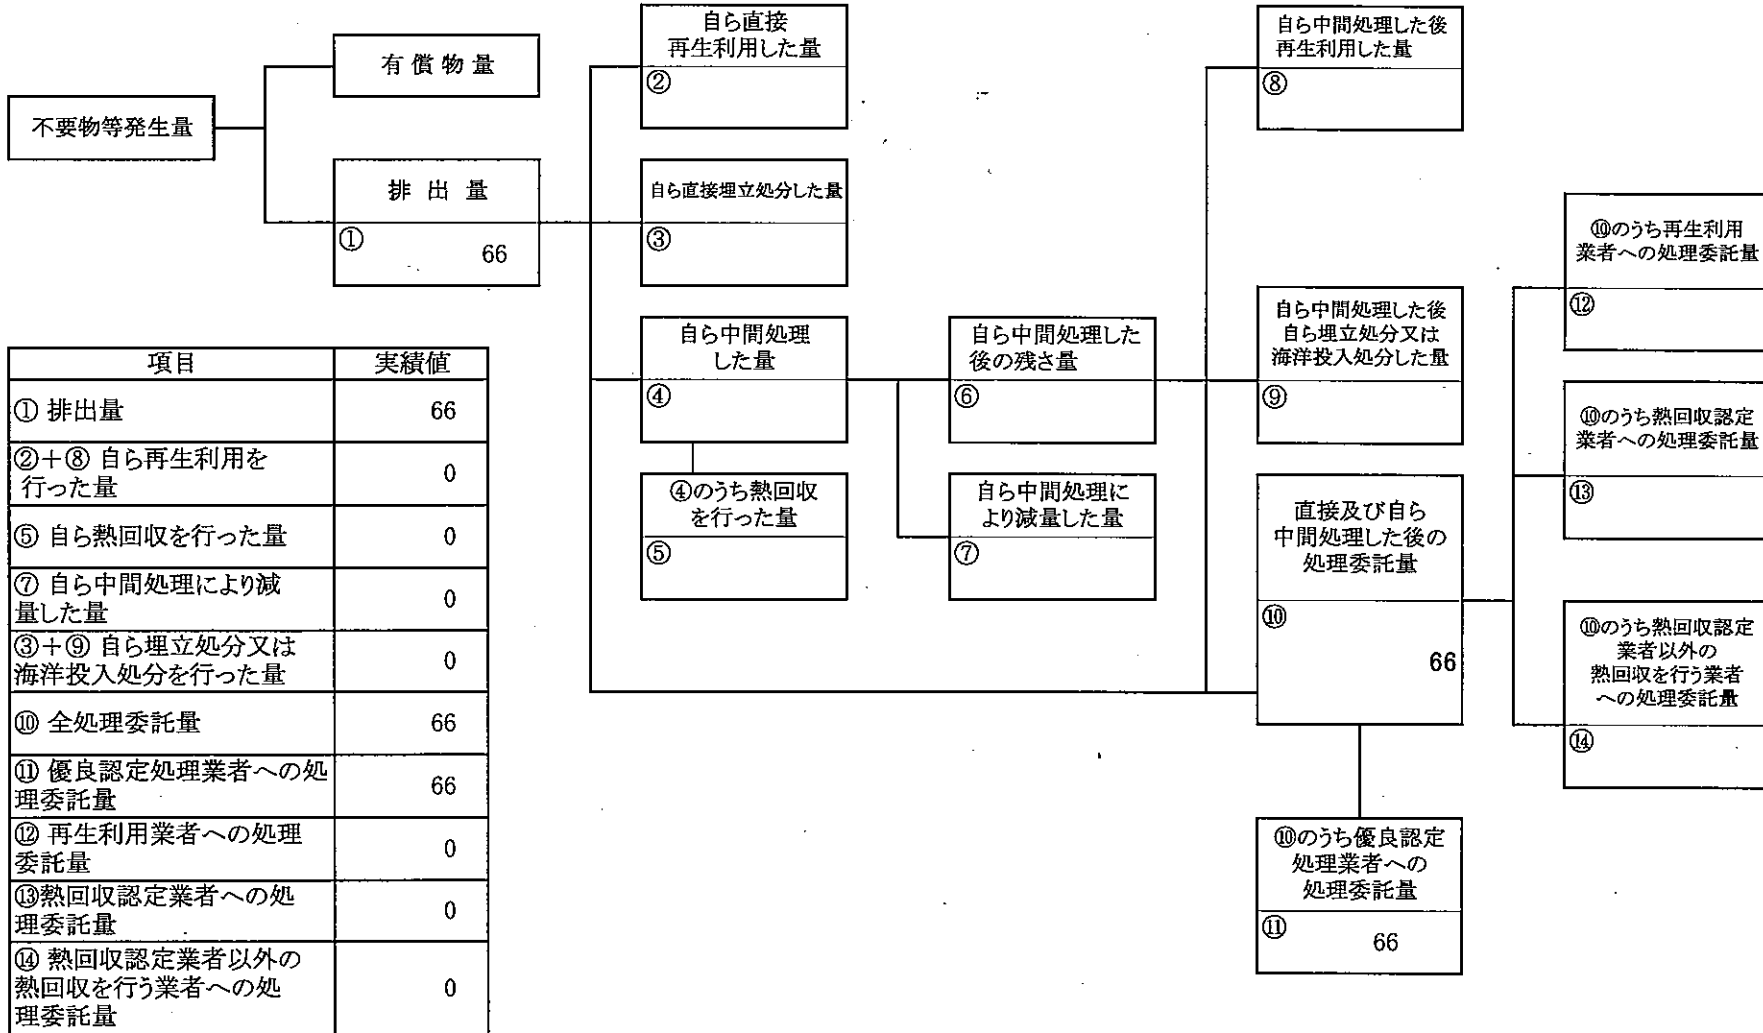 不要物等発生量
有償物量
排出量
①
66
自ら直接
再生利用した量
②
自ら直接埋立処分した量
③
自ら中間処理
した量
④
④のうち熱回収
を行った量
⑤
自ら中間処理した
後の残さ量
⑥
自ら中間処理に
より減量した量
⑦
自ら中間処理した後
再生利用した量
⑧
自ら中間処理した後
自ら埋立処分又は
海洋投入処分した量
⑨
直接及び自ら
中間処理した後の
処理委託量
⑩
66
⑩のうち優良認定
処理業者への
処理委託量
⑪
66
⑩のうち再生利用
業者への処理委託量
⑫
⑩のうち熱回収認定
業者への処理委託量
⑬
⑩のうち熱回収認定
業者以外の
熱回収を行う業者
への処理委託量
⑭
項目 実績値
① 排出量 66
②+⑧ 自ら再生利用を
行った量 0
⑤ 自ら熱回収を行った量 0
⑦ 自ら中間処理により減
量した量 0
③+⑨ 自ら埋立処分又は
海洋投入処分を行った量 0
⑩ 全処理委託量 66
⑪ 優良認定処理業者への処
理委託量 66
⑫ 再生利用業者への処理
委託量 0
⑬熱回収認定業者への処
理委託量 0
⑭ 熱回収認定業者以外の
熱回収を行う業者への処
理委託量 0